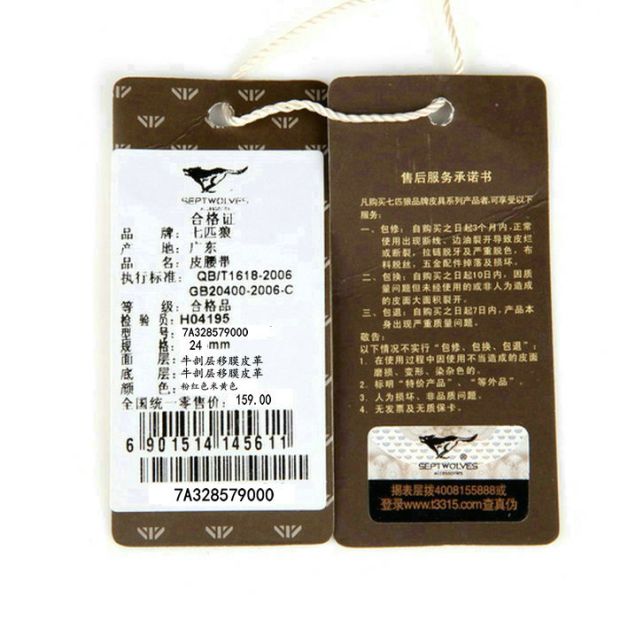 SEPTWOLVES
合格证
品 牌: 七匹狼
产 地: 广东
品 名: 皮腰带
执行标准: QB/T1618-2006
GB20400-2006-C
等 级: 合格品
检 验 员: H04195
型 号: 7A328579000
规 格: 24 mm
面 层: 牛剖层移膜皮革
底 层: 牛剖层移膜皮革
颜 色: 粉红色米黄色
全国统一零售价: 159.00
6 901514 145611
7A328579000
售后服务承诺书
凡购买七匹狼品牌皮具系列产品者,可享受以下
服务:
一、包修: 自购买之日起3个月内,正常
使用出现断线、边油裂开导致皮烂
或断裂、拉链脱牙及严重脱色、布
料脱丝、五金配件掉落及损坏。
二、包换: 自购买之日起10日内, 因质
量问题但未经使用的或非人为造
成的皮面大面积裂开。
三、包退: 自购买之日起7日内, 产品本
身出现严重质量问题。
敬告:
以下情况不实行“包修、包换、包退”:
1. 在使用过程中因使用不当造成的皮面
磨损、变形、染杂色的。
2. 标明“特价产品”、“等外品”。
3. 人为损坏、非品质问题。
4. 无发票及无质保卡。
SEPTWOLVES ®
ACCESSORIES
揭表层拨4008155888或
登录www.t3315.com查真伪